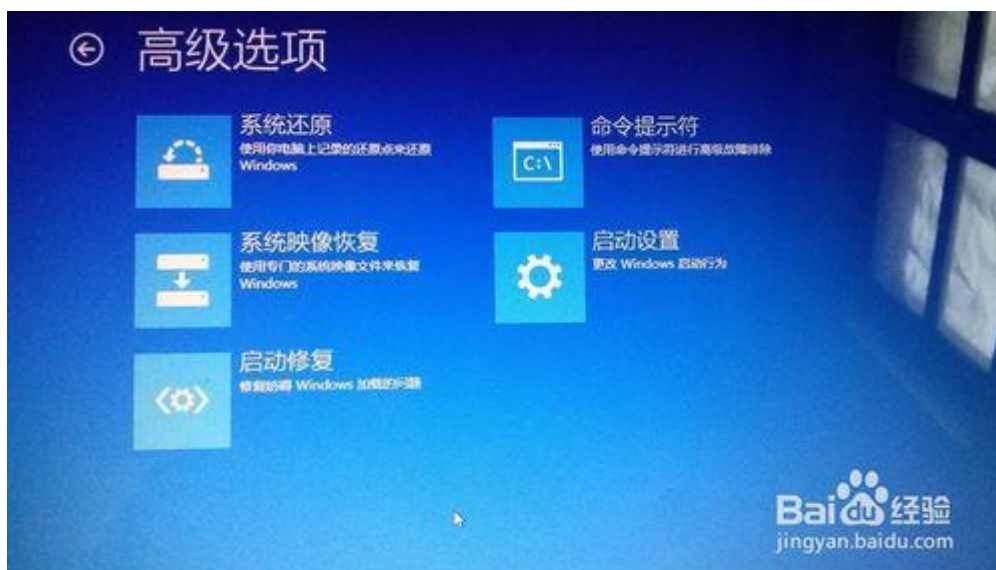 高级选项
系统还原
使用你电脑上记录的还原点来还原
Windows
系统映像恢复
使用专门的系统映像文件来恢复
Windows
启动修复
修复妨碍 Windows 加载的问题
命令提示符
使用命令提示符进行高级故障排除
C:\
启动设置
更改 Windows 启动行为
Bai du 经验
jingyan.baidu.com